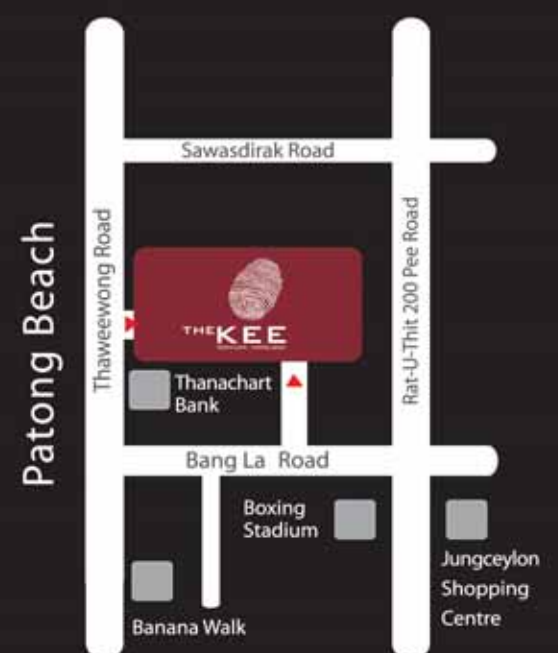 Sawasdirak Road
Patong Beach
Thaweewong Road
Rat-U-Thit 200 Pee Road
THE KEE
Thanachart
Bank
Bang La Road
Boxing
Stadium
Jungceylon
Shopping
Centre
Banana Walk